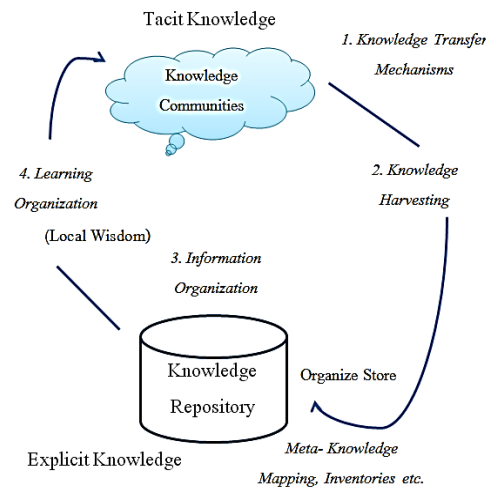 Tacit Knowledge
1. Knowledge Transfer
Mechanisms
Knowledge
Communities
2. Knowledge
Harvesting
4. Learning
Organization
(Local Wisdom)
3. Information
Organization
Knowledge
Repository
Organize Store
Meta- Knowledge
Mapping, Inventories etc.
Explicit Knowledge